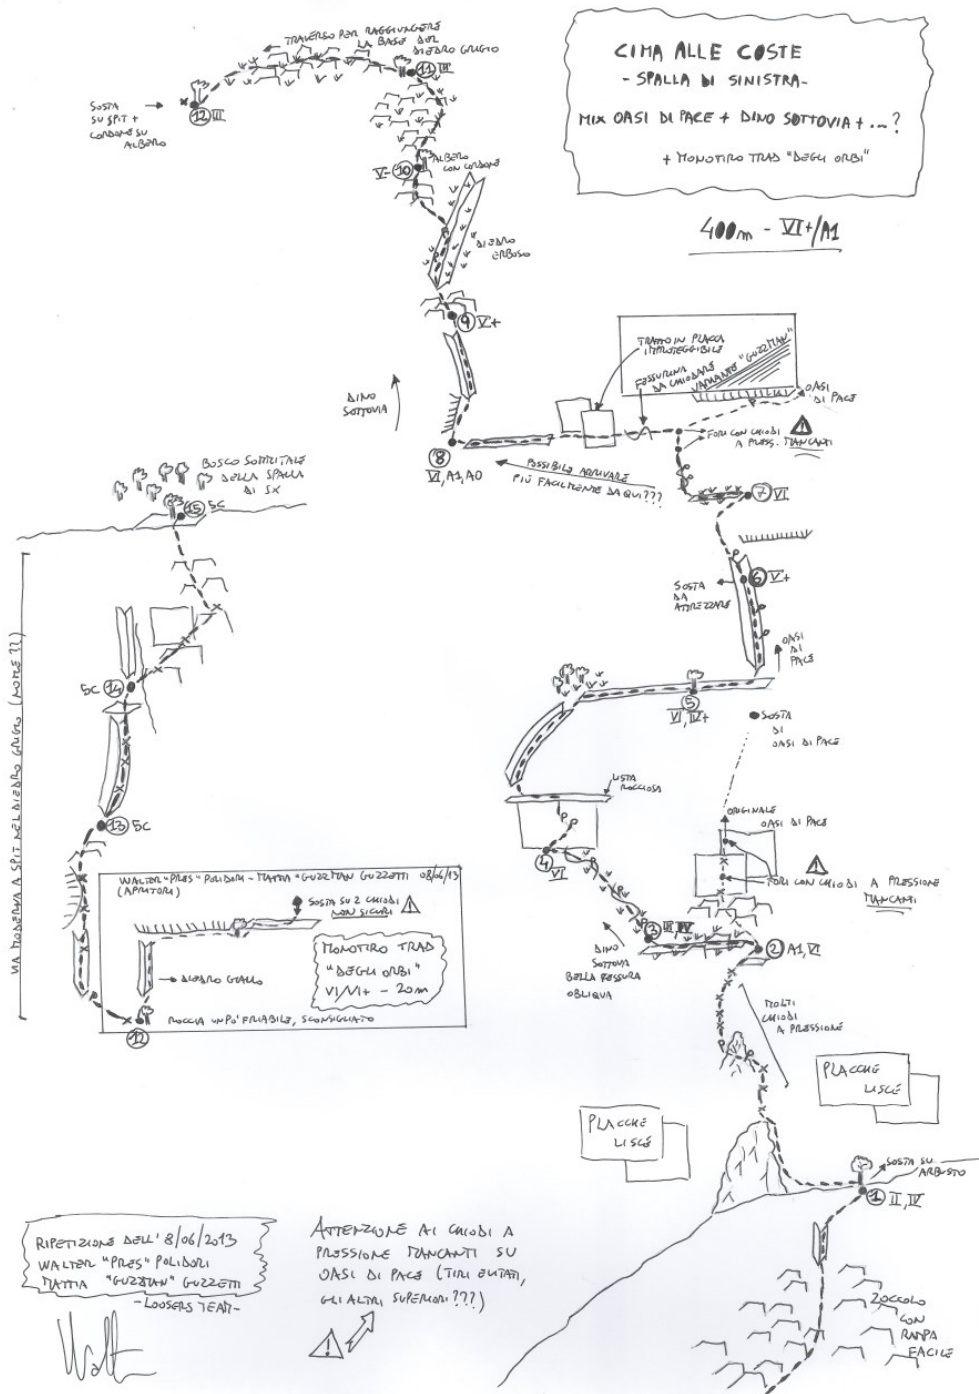 CIMA ALLE COSTE
- SPALLA DI SINISTRA -
MIX OASI DI PACE + DINO SOTTOVIA + ...?
+ MONOTIRO TRAD "DEGLI ORBI"
400m - VI+/A1
TRAVERSO PER RAGGIUNGERE
LA BASE DEL
DIEDRO GRIGIO
11 III
SOSTA
SU SPIT +
CORDONE SU
ALBERO
12 III
V- 10
ALBERO
CON CORDONE
DIEDRO
ERBOSO
9 V+
DINO
SOTTOVIA
TRATTO IN PLACCA
IMPROTEGGIBILE
FESSURINA
DA CHIODARE
VARIANTE "GUZZMAN"
OASI
DI PACE
FORI CON CHIODI
A PRESS. MANCANTI
8
VI, A1, A0
POSSIBILE ARRIVARE
PIÙ FACILMENTE DA QUI???
7 VI
BOSCO SOMMITALE
DELLA SPALLA
DI SX
15 5C
6 V+
SOSTA
DA
ATTREZZARE
OASI
DI
PACE
5
VI, IV+
SOSTA
DI
OASI DI PACE
VIA MODERNA A SPIT NEL DIEDRO GRIGIO (NOME ??)
5C 14
13 5C
LISTA
ROCCIOSA
ORIGINALE
OASI DI PACE
4
VI
FORI CON CHIODI A PRESSIONE
MANCANTI
WALTER "PRES" POLIDORI - MATTIA "GUZZMAN" GUZZETTI 08/06/13
(APRITORI)
SOSTA SU 2 CHIODI
NON SICURI
MONOTIRO TRAD
"DEGLI ORBI"
VI/VI+ - 20m
DIEDRO GIALLO
12
ROCCIA UN PO' FRIABILE, SCONSIGLIATO
3 III, IV
2 A1, VI
DINO
SOTTOVIA
BELLA FESSURA
OBLIQUA
MOLTI
CHIODI
A PRESSIONE
PLACCHE
LISCE
PLACCHE
LISCE
SOSTA SU
ARBUSTO
1 II, IV
ZOCCOLO
CON
RAMPA
FACILE
RIPETIZIONE DELL' 8/06/2013
WALTER "PRES" POLIDORI
MATTIA "GUZZMAN" GUZZETTI
- LOOSERS TEAM -
Walt
ATTENZIONE AI CHIODI A
PRESSIONE MANCANTI SU
OASI DI PACE (TIRI EVITATI,
GLI ALTRI SUPERIORI???)